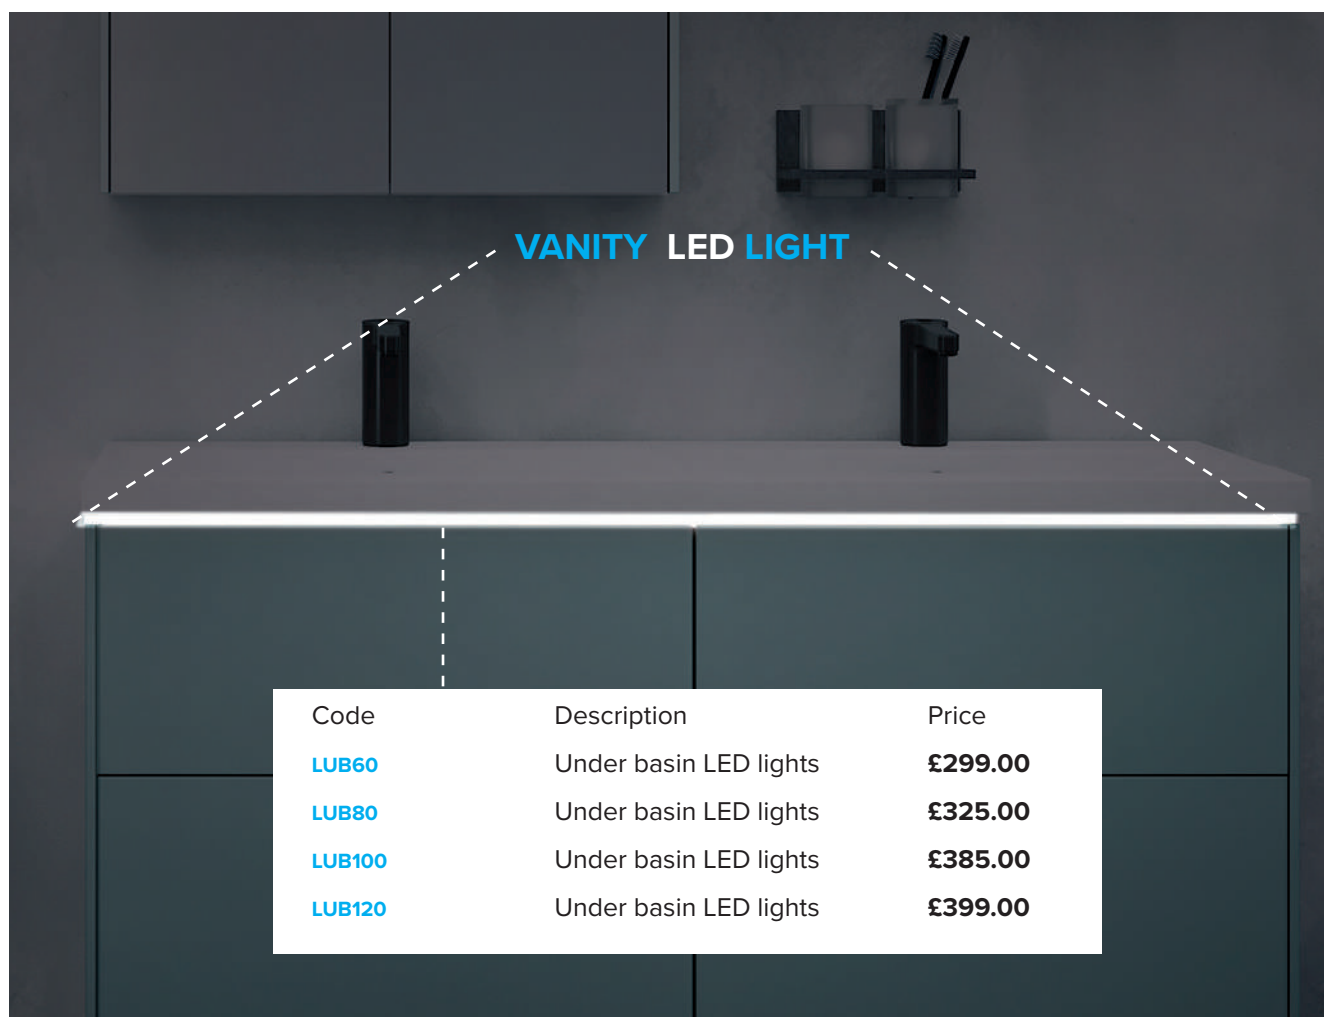 VANITY LED LIGHT
Code Description Price
LUB60 Under basin LED lights £299.00
LUB80 Under basin LED lights £325.00
LUB100 Under basin LED lights £385.00
LUB120 Under basin LED lights £399.00